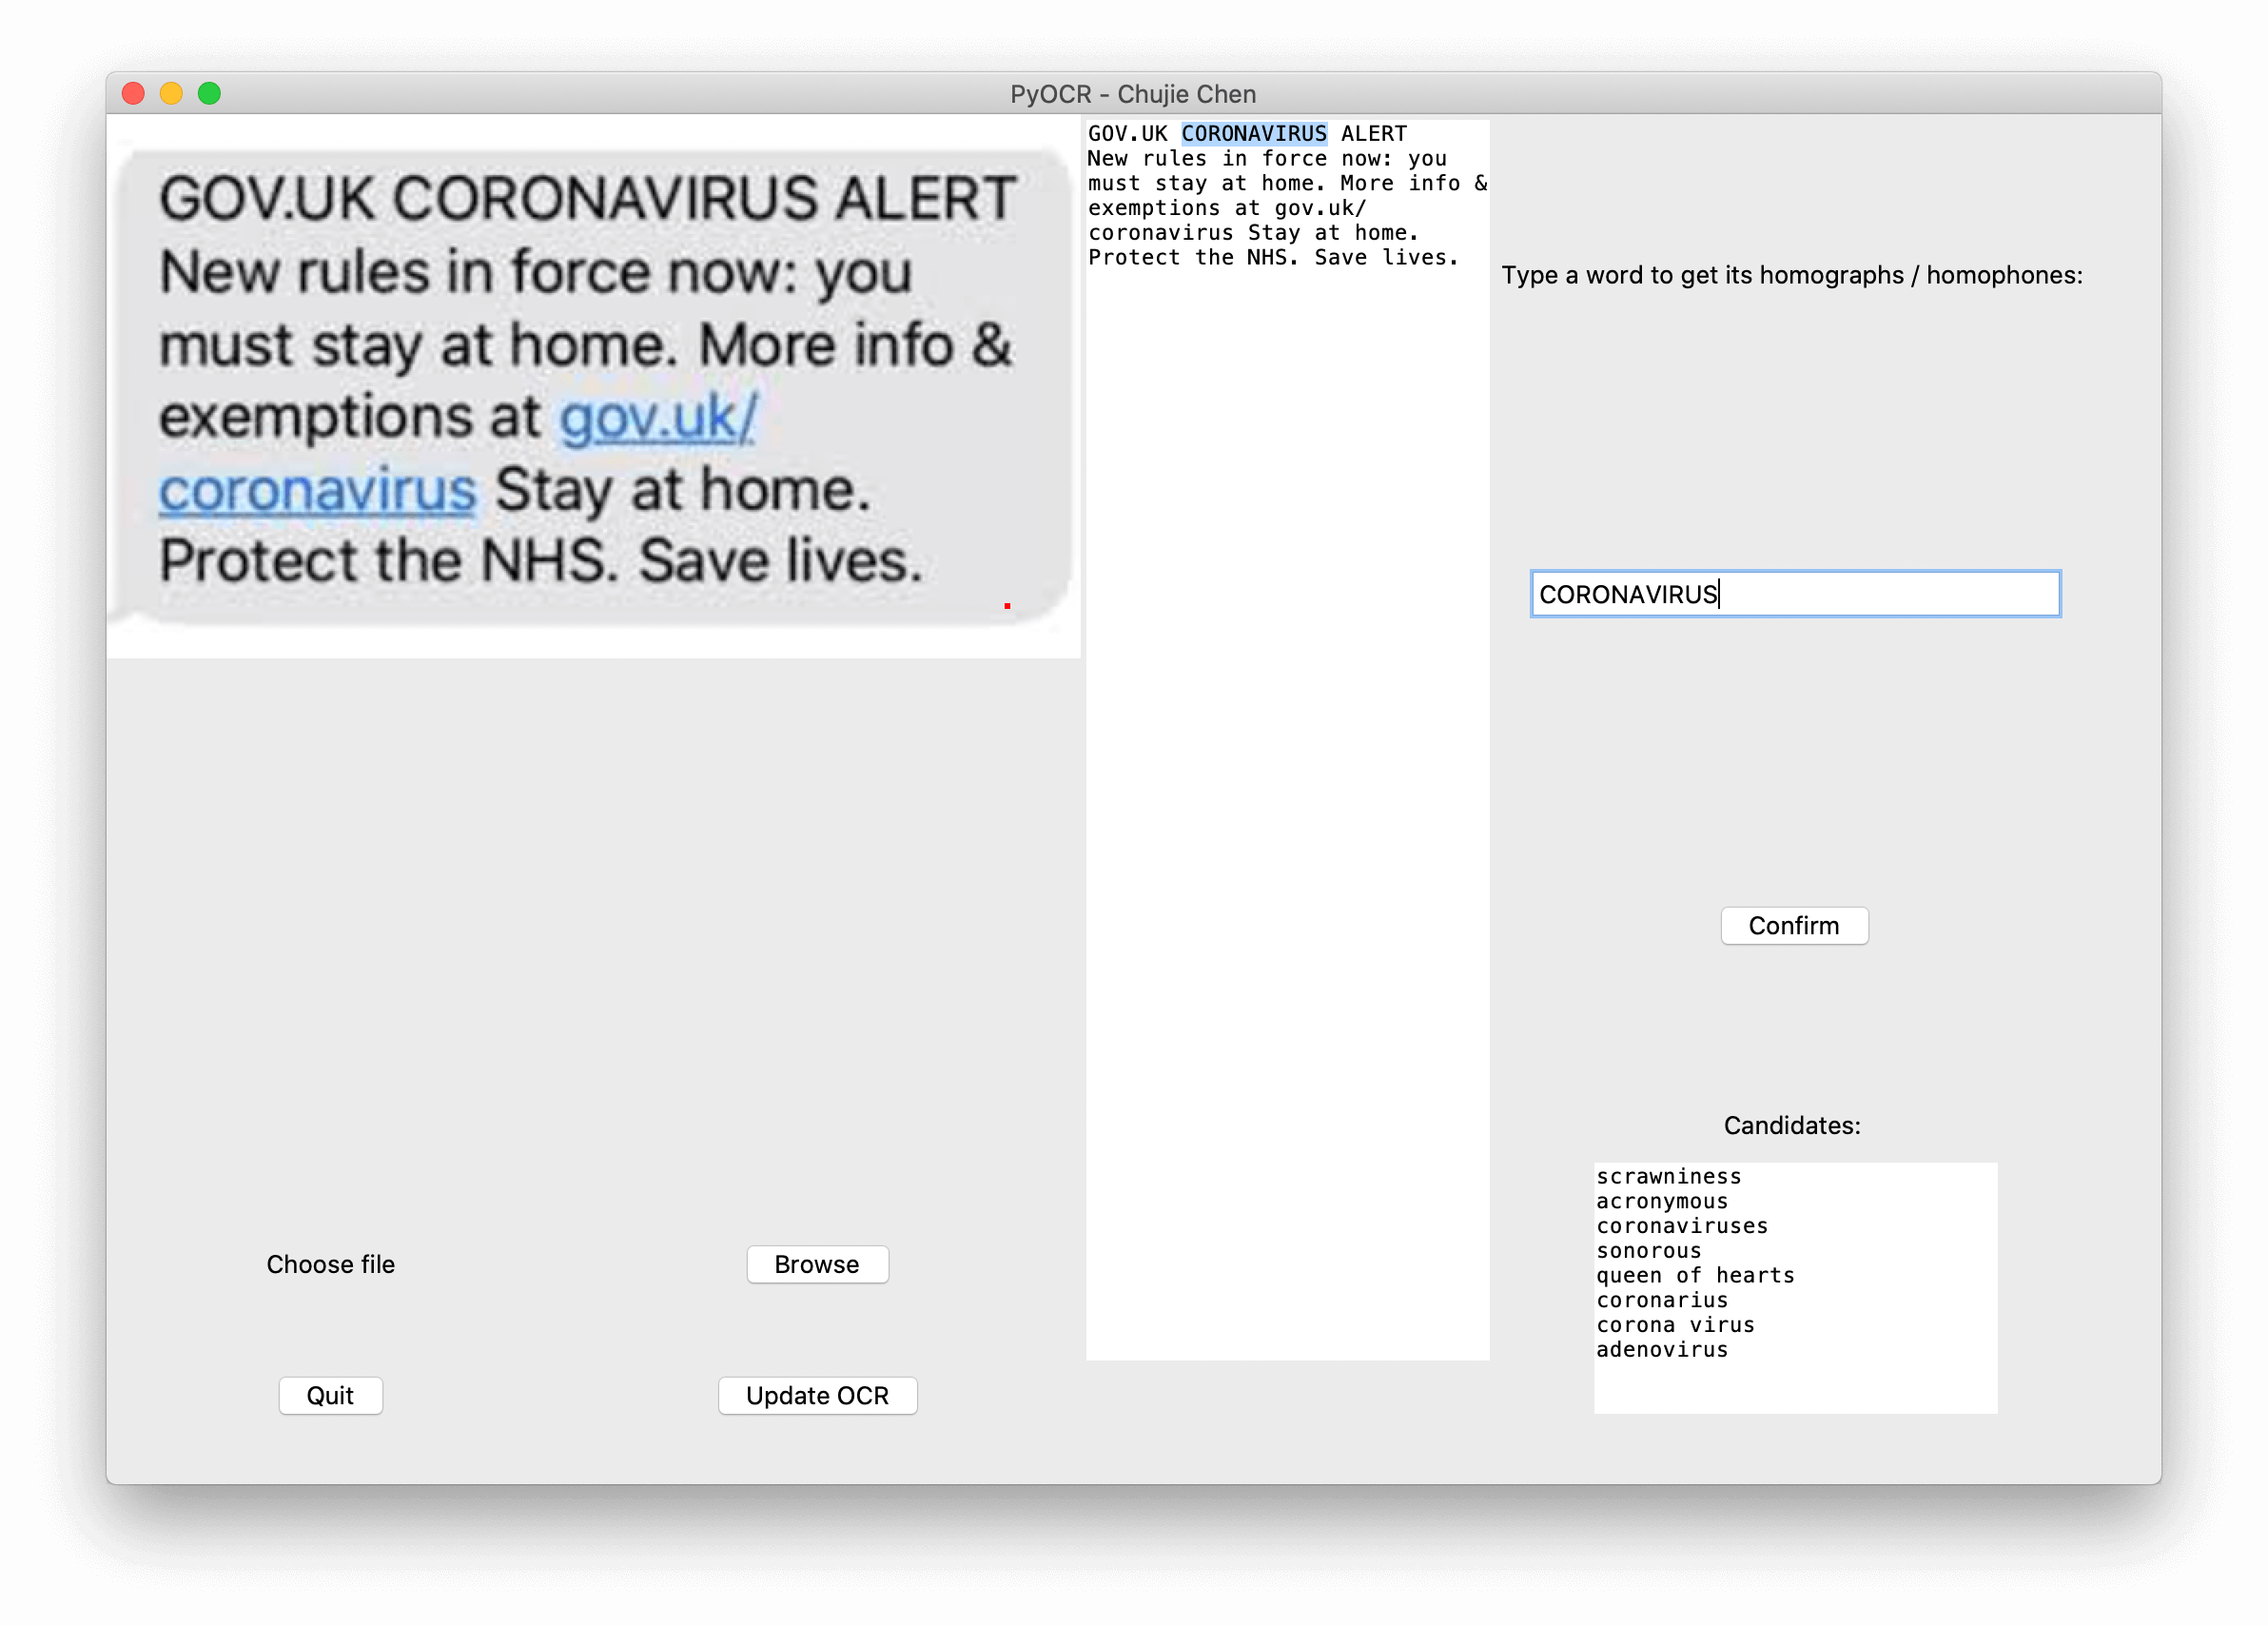 PyOCR - Chujie Chen
GOV.UK CORONAVIRUS ALERT
New rules in force now: you
must stay at home. More info &
exemptions at gov.uk/
coronavirus Stay at home.
Protect the NHS. Save lives.
GOV.UK CORONAVIRUS ALERT
New rules in force now: you
must stay at home. More info &
exemptions at gov.uk/
coronavirus Stay at home.
Protect the NHS. Save lives.
Type a word to get its homographs / homophones:
CORONAVIRUS
Confirm
Candidates:
scrawniness
acronymous
coronaviruses
sonorous
queen of hearts
coronarius
corona virus
adenovirus
Choose file
Browse
Quit
Update OCR